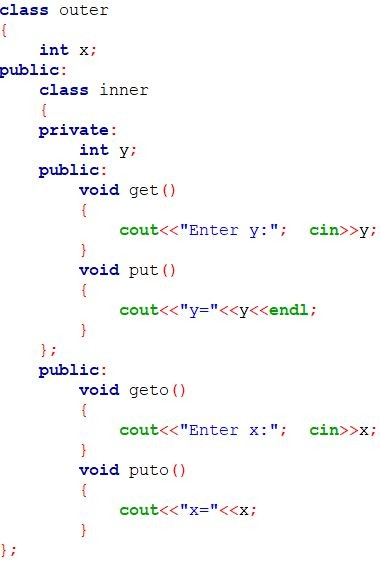 class outer
{
    int x;
public:
    class inner
    {
    private:
        int y;
    public:
        void get()
        {
            cout<<"Enter y:";  cin>>y;
        }
        void put()
        {
            cout<<"y="<<y<<endl;
        }
    };
    public:
        void geto()
        {
            cout<<"Enter x:";  cin>>x;
        }
        void puto()
        {
            cout<<"x="<<x;
        }
};